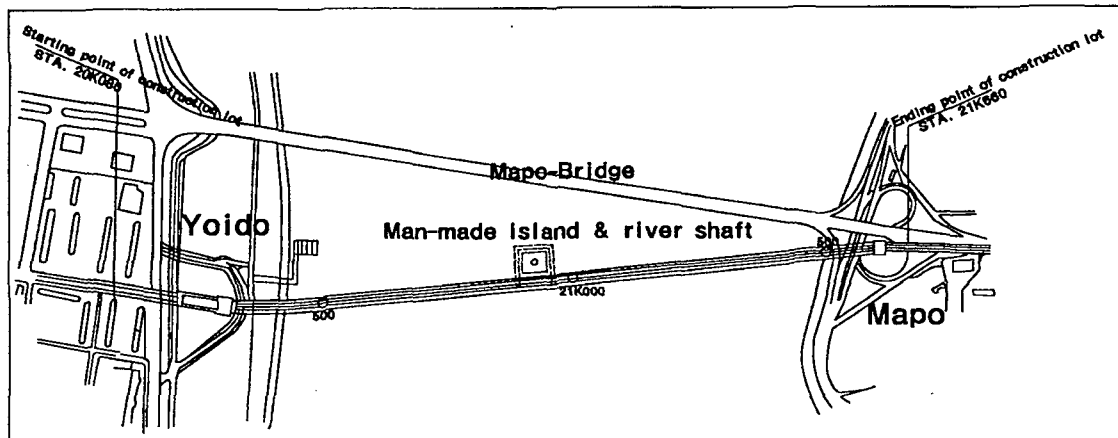 Starting point of construction lot
STA.
Ending point of construction lot
STA. 21K660
Mapo-Bridge
Yoido
Man-made island & river shaft
500
21K000
500
Mapo